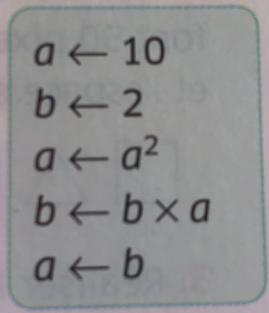 a ← 10
b ← 2
a ← a²
b ← b × a
a ← b